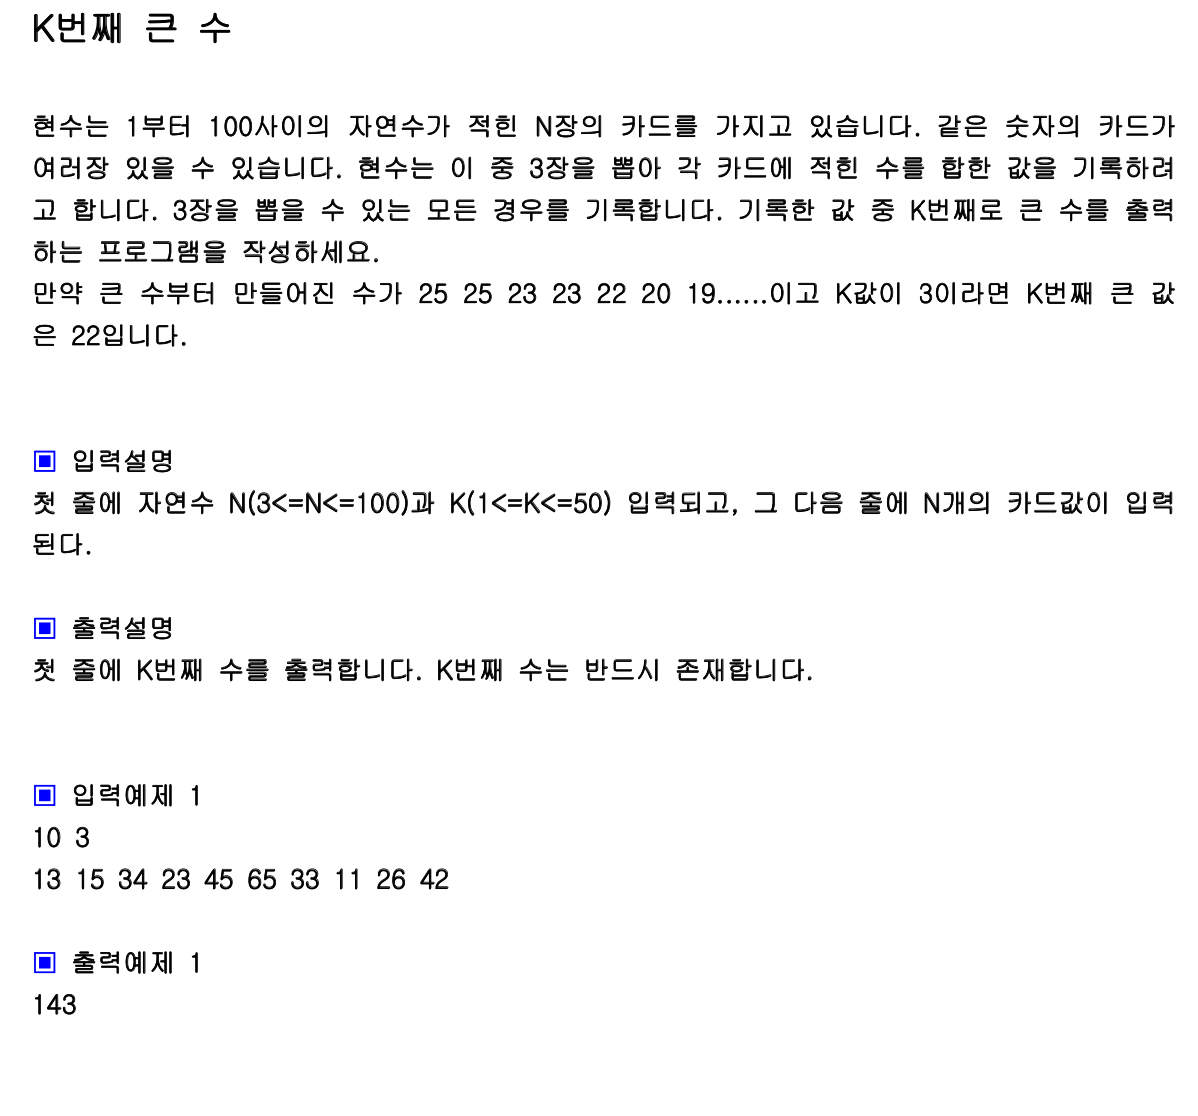 K번째 큰 수
현수는 1부터 100사이의 자연수가 적힌 N장의 카드를 가지고 있습니다. 같은 숫자의 카드가
여러장 있을 수 있습니다. 현수는 이 중 3장을 뽑아 각 카드에 적힌 수를 합한 값을 기록하려
고 합니다. 3장을 뽑을 수 있는 모든 경우를 기록합니다. 기록한 값 중 K번째로 큰 수를 출력
하는 프로그램을 작성하세요.
만약 큰 수부터 만들어진 수가 25 25 23 23 22 20 19......이고 K값이 3이라면 K번째 큰 값
은 22입니다.
▣ 입력설명
첫 줄에 자연수 N(3<=N<=100)과 K(1<=K<=50) 입력되고, 그 다음 줄에 N개의 카드값이 입력
된다.
▣ 출력설명
첫 줄에 K번째 수를 출력합니다. K번째 수는 반드시 존재합니다.
▣ 입력예제 1
10 3
13 15 34 23 45 65 33 11 26 42
▣ 출력예제 1
143